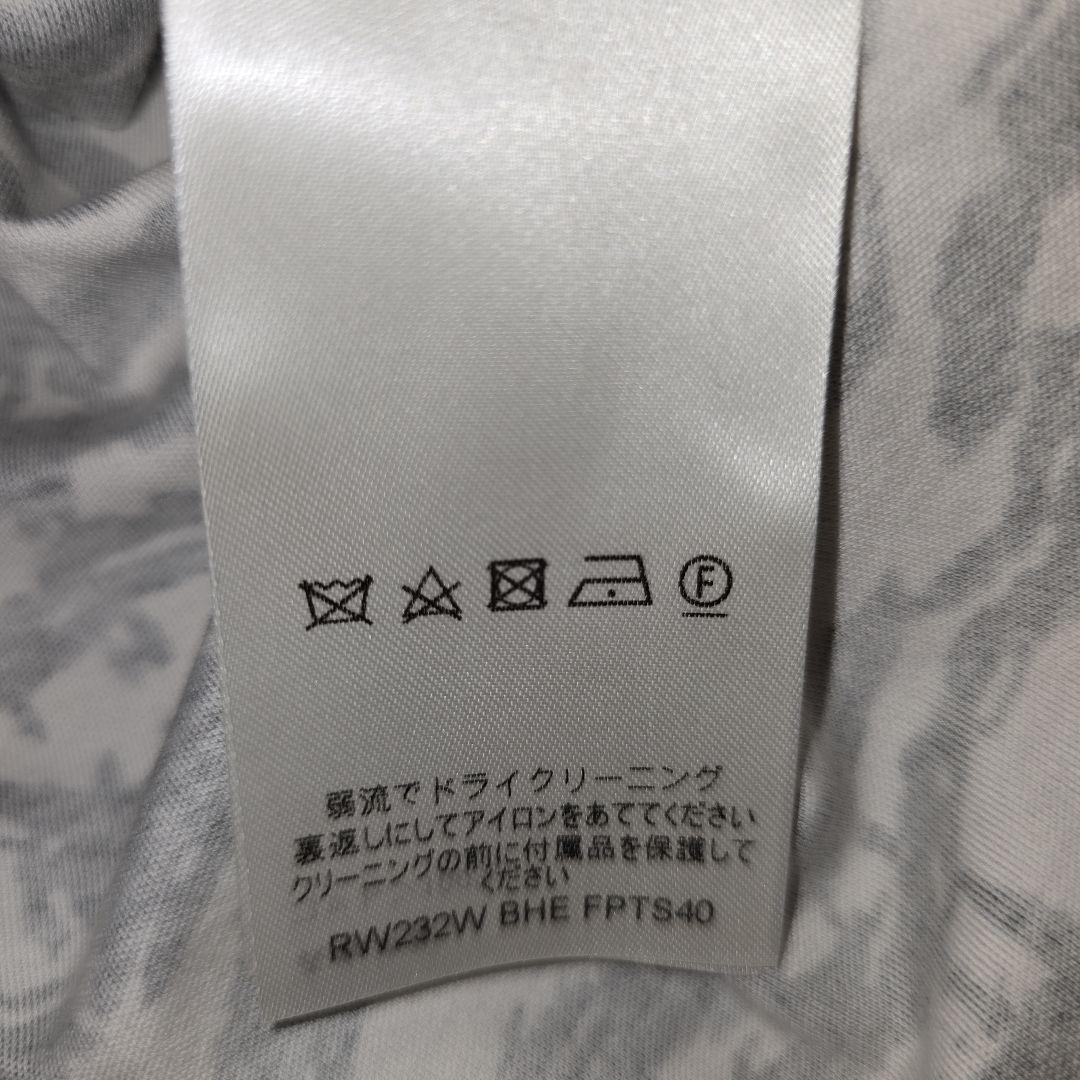 F
弱流でドライクリーニング
裏返しにしてアイロンをあててください
クリーニングの前に付属品を保護して
ください
RW232W BHE FPTS40